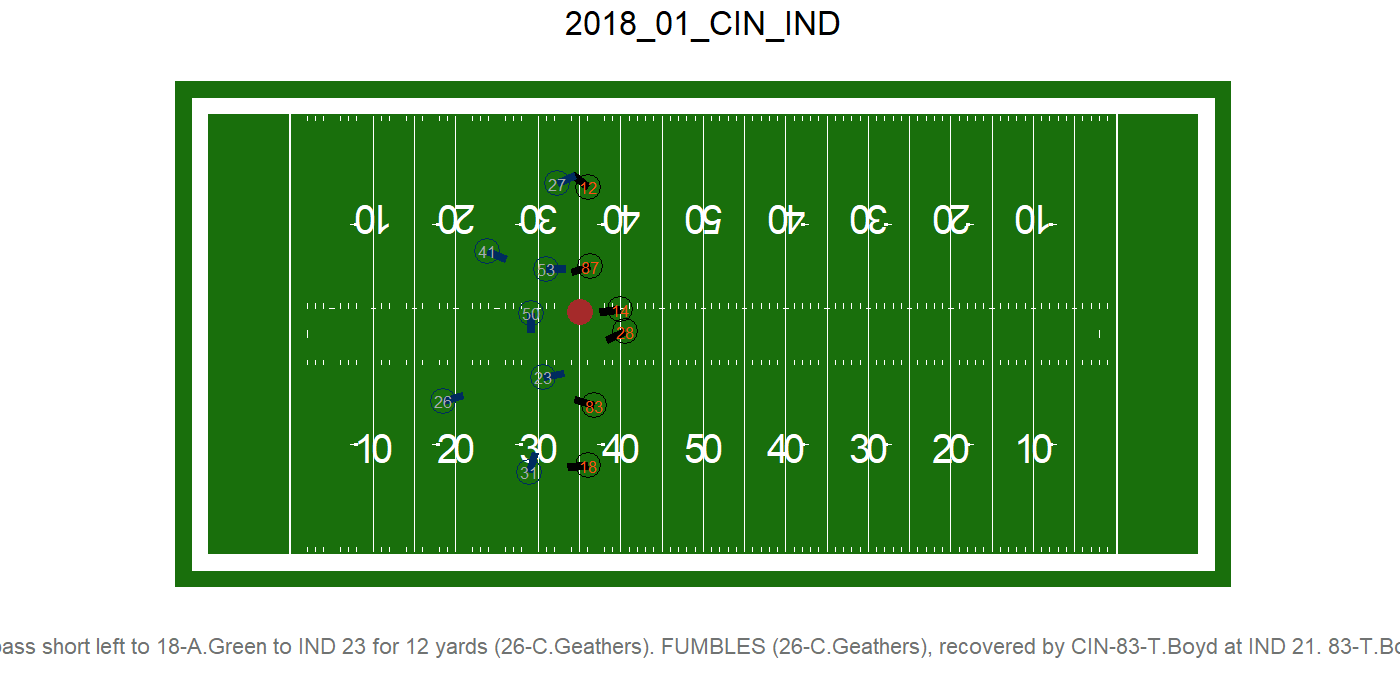 2018_01_CIN_IND
27 12
10 20 30 40 50 40 30 20 10
41
53 87
50 14
28
23
26 83
10 20 30 40 50 40 30 20 10
31 18
pass short left to 18-A.Green to IND 23 for 12 yards (26-C.Geathers). FUMBLES (26-C.Geathers), recovered by CIN-83-T.Boyd at IND 21. 83-T.Bo